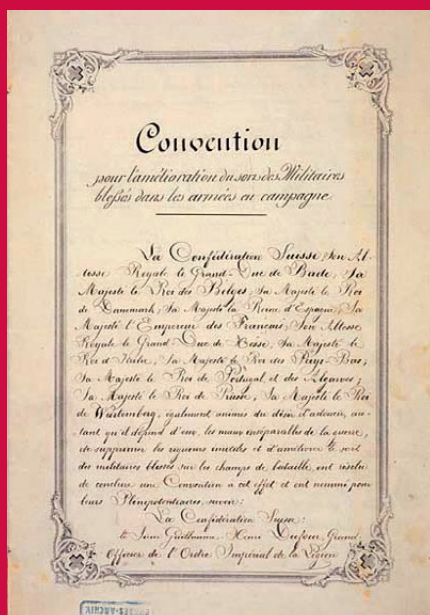 Convention
pour l'amélioration du sort des Militaires
blessés dans les armées en campagne.
La Confédération Suisse, Son Al-
tesse Royale le Grand-Duc de Bade, Sa
Majesté le Roi des Belges, Sa Majesté le Roi
de Danemark, Sa Majesté la Reine d'Espagne, Sa
Majesté l'Empereur des Français, Son Altesse
Royale le Grand-Duc de Hesse, Sa Majesté le
Roi d'Italie, Sa Majesté le Roi des Pays-Bas,
Sa Majesté le Roi de Portugal et des Algarves,
Sa Majesté le Roi de Prusse, Sa Majesté le Roi
de Würtemberg, également animés du désir d'adoucir, au-
tant qu'il dépend d'eux, les maux inséparables de la guerre,
de supprimer les rigueurs inutiles et d'améliorer le sort
des militaires blessés sur les champs de bataille, ont résolu
de conclure une Convention à cet effet et ont nommé pour
leurs Plénipotentiaires, savoir:
La Confédération Suisse:
le Sieur Guillaume-Henri Dufour, Grand
Officier de l'Ordre Impérial de la Légion